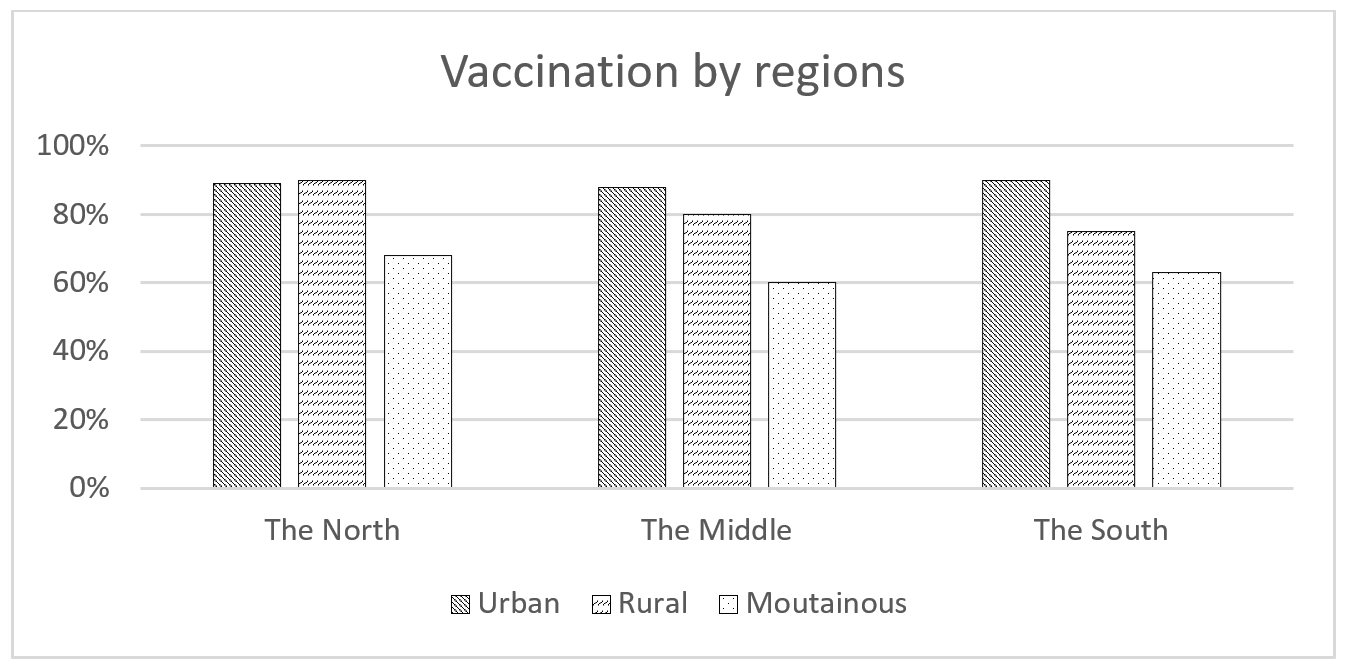 Vaccination by regions
100%
80%
60%
40%
20%
0%
The North The Middle The South
Urban Rural Moutainous